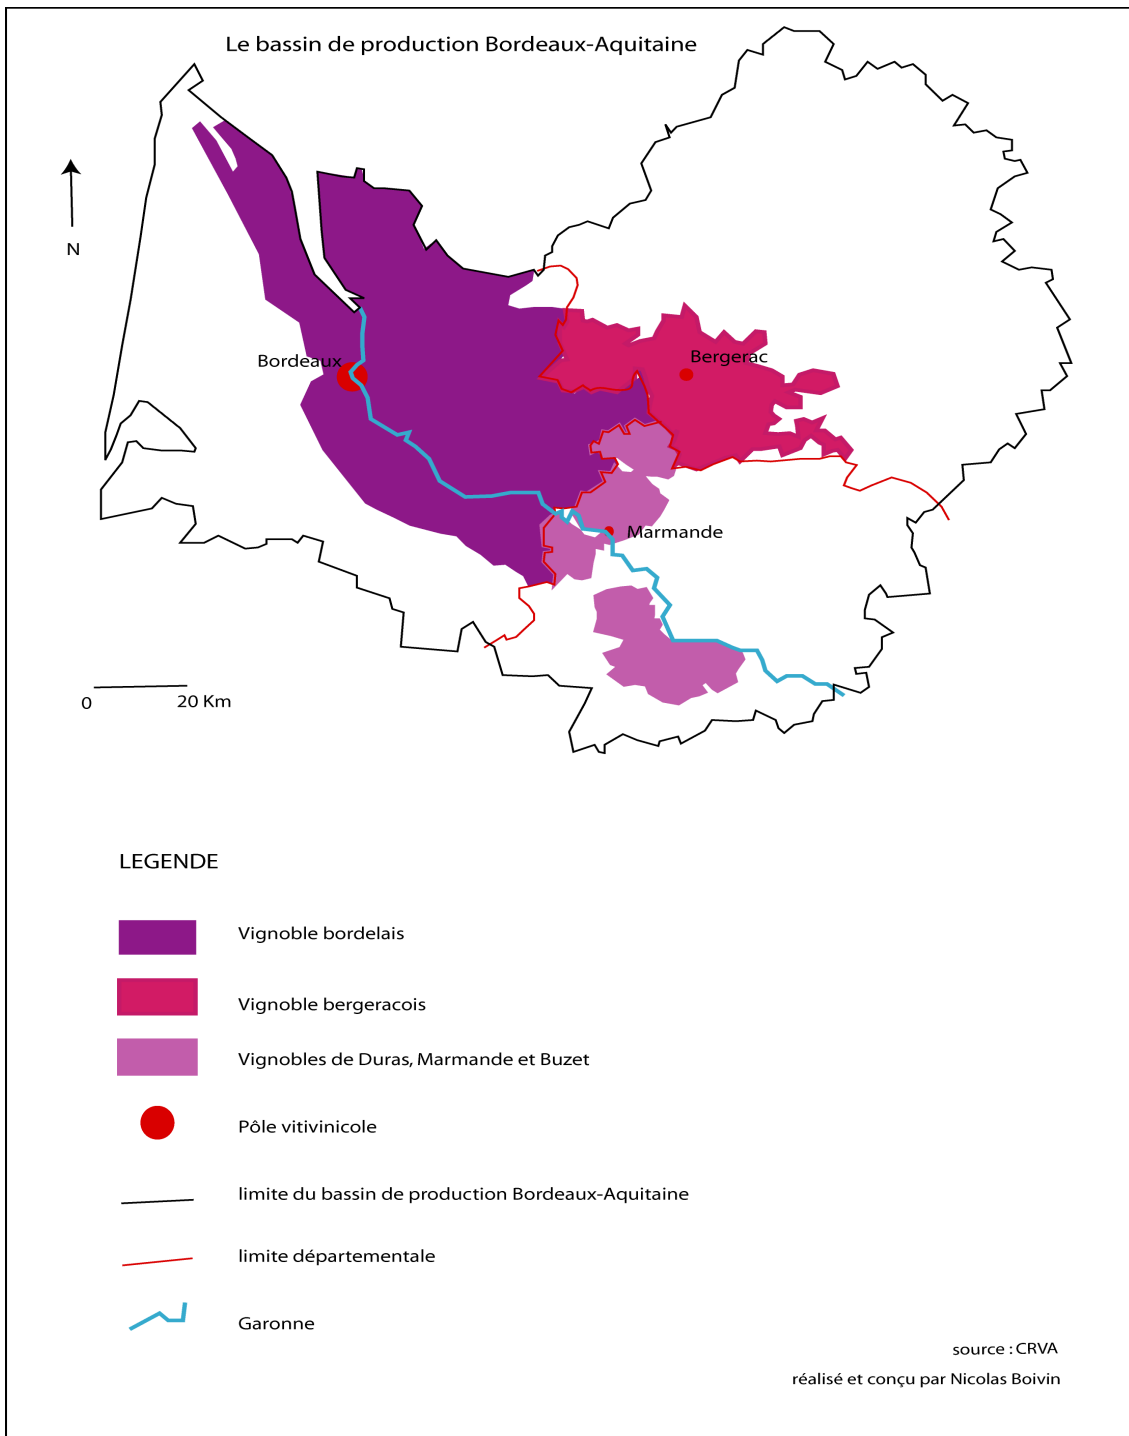 Le bassin de production Bordeaux-Aquitaine
N
Bordeaux
Bergerac
Marmande
0
20 Km
LEGENDE
Vignoble bordelais
Vignoble bergeracois
Vignobles de Duras, Marmande et Buzet
Pôle vitivinicole
limite du bassin de production Bordeaux-Aquitaine
limite départementale
Garonne
source : CRVA
réalisé et conçu par Nicolas Boivin